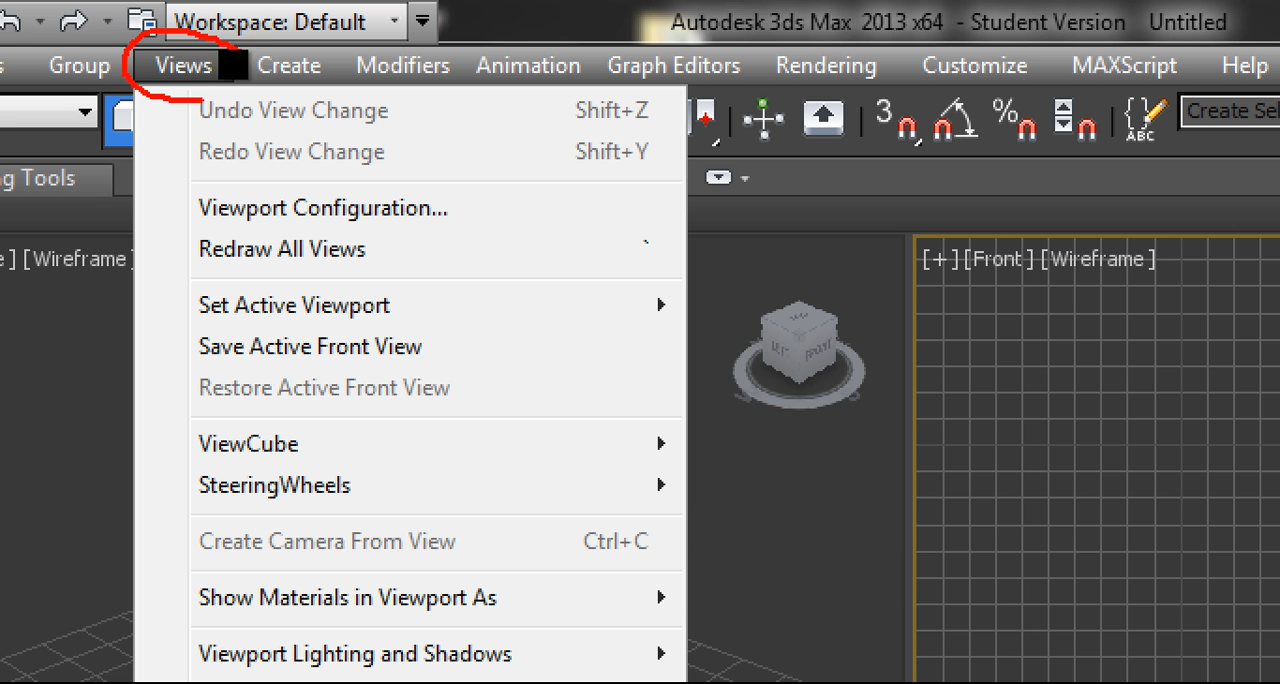 Workspace: Default
Autodesk 3ds Max 2013 x64 - Student Version Untitled
s Group Views Create Modifiers Animation Graph Editors Rendering Customize MAXScript Help
3 % { } ABC Create Sel
g Tools
e ] [ Wireframe ]
[ + ] [ Front ] [ Wireframe ]
Undo View Change Shift+Z
Redo View Change Shift+Y
Viewport Configuration...
Redraw All Views `
Set Active Viewport
Save Active Front View
Restore Active Front View
ViewCube
SteeringWheels
Create Camera From View Ctrl+C
Show Materials in Viewport As
Viewport Lighting and Shadows
FRONT